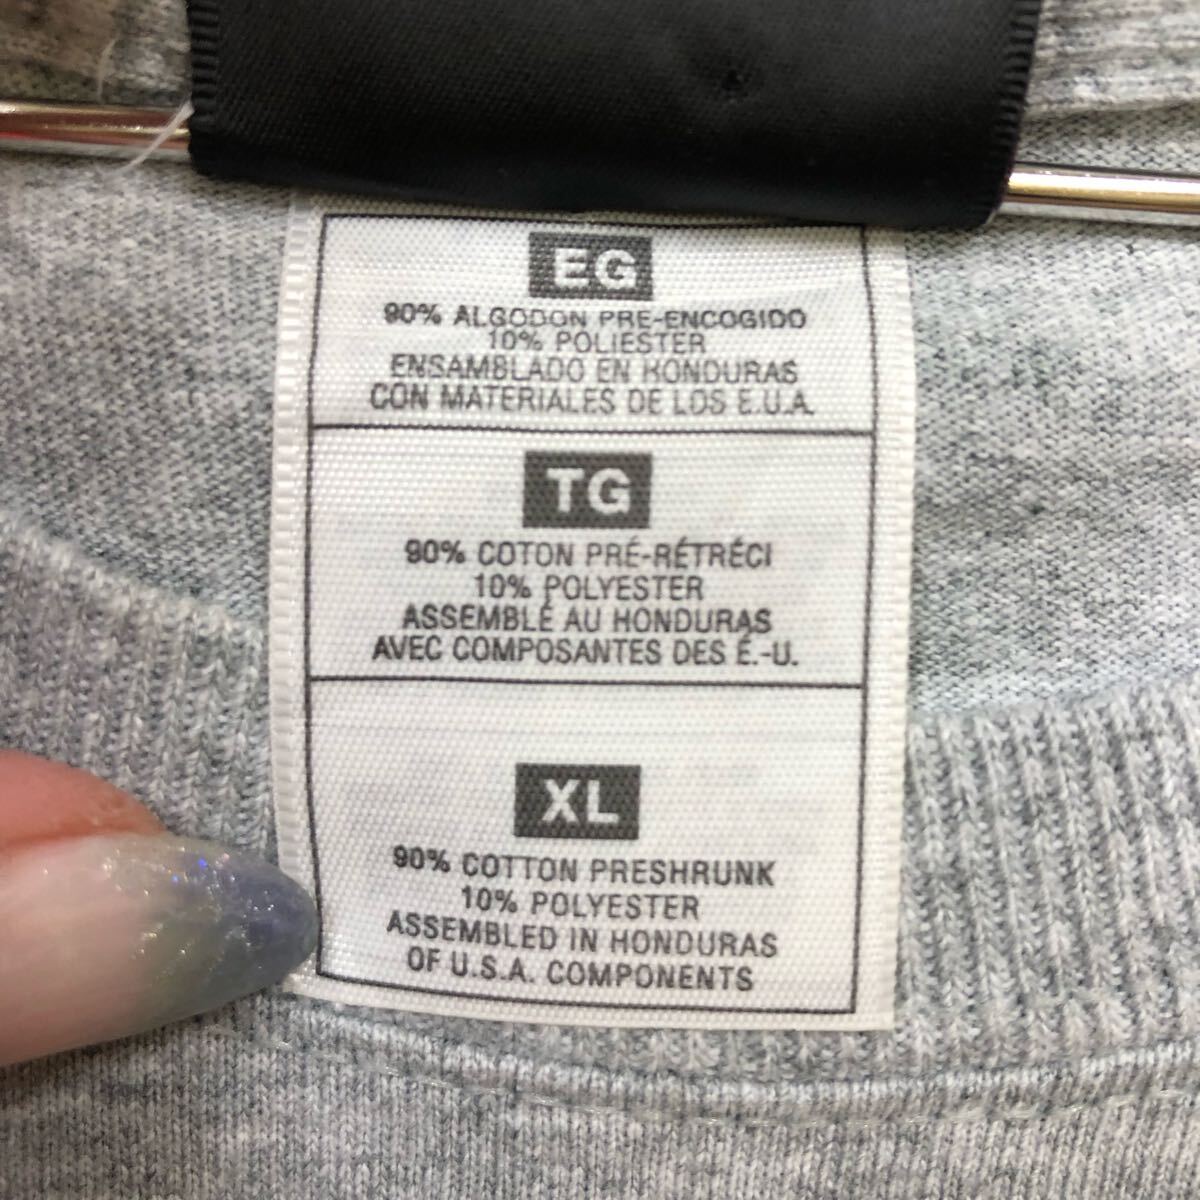 EG
90% ALGODON PRE-ENCOGIDO
10% POLIESTER
ENSAMBLADO EN HONDURAS
CON MATERIALES DE LOS E.U.A.
TG
90% COTON PRÉ-RÉTRÉCI
10% POLYESTER
ASSEMBLÉ AU HONDURAS
AVEC COMPOSANTES DES É.-U.
XL
90% COTTON PRESHRUNK
10% POLYESTER
ASSEMBLED IN HONDURAS
OF U.S.A. COMPONENTS